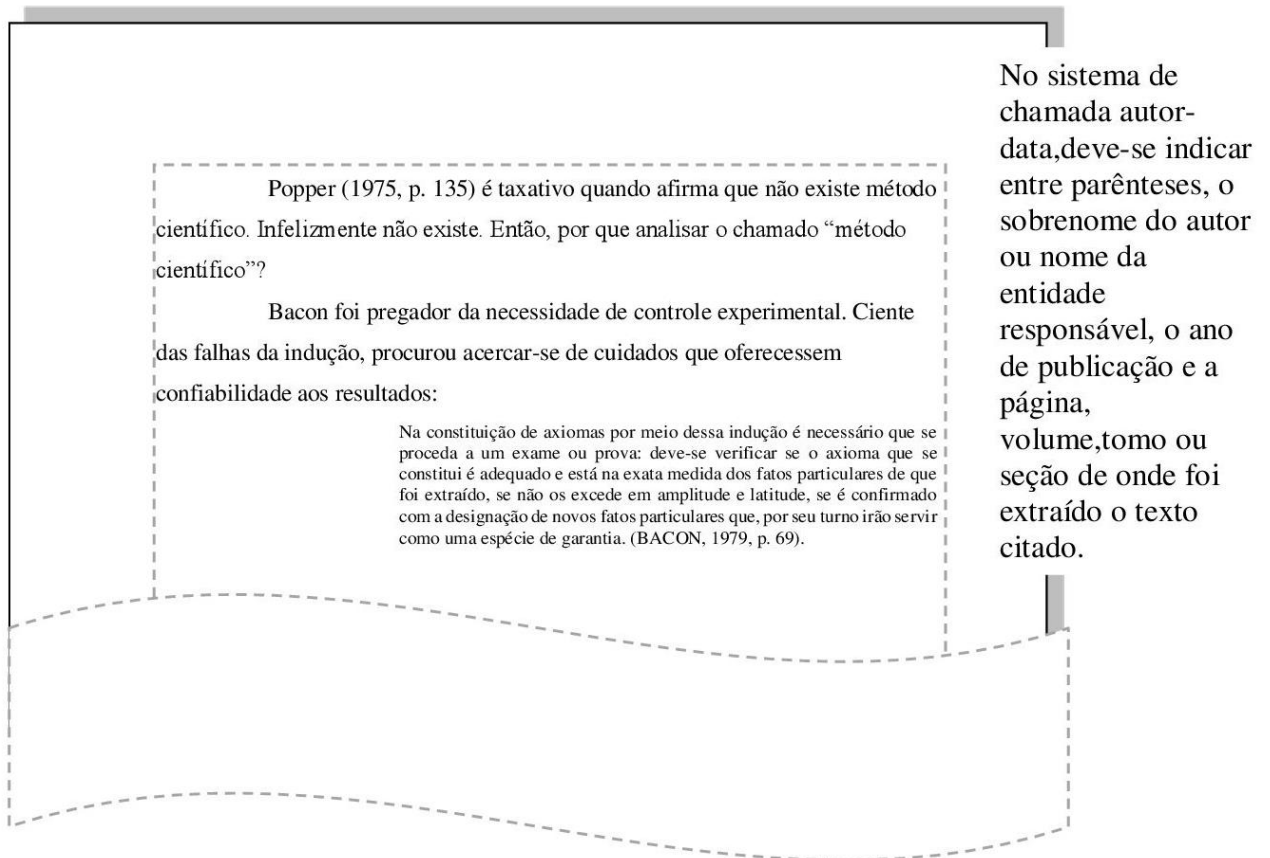 Popper (1975, p. 135) é taxativo quando afirma que não existe método
científico. Infelizmente não existe. Então, por que analisar o chamado “método
científico”?
Bacon foi pregador da necessidade de controle experimental. Ciente
das falhas da indução, procurou acercar-se de cuidados que oferecessem
confiabilidade aos resultados:
Na constituição de axiomas por meio dessa indução é necessário que se
proceda a um exame ou prova: deve-se verificar se o axioma que se
constitui é adequado e está na exata medida dos fatos particulares de que
foi extraído, se não os excede em amplitude e latitude, se é confirmado
com a designação de novos fatos particulares que, por seu turno irão servir
como uma espécie de garantia. (BACON, 1979, p. 69).
No sistema de
chamada autor-
data,deve-se indicar
entre parênteses, o
sobrenome do autor
ou nome da
entidade
responsável, o ano
de publicação e a
página,
volume,tomo ou
seção de onde foi
extraído o texto
citado.